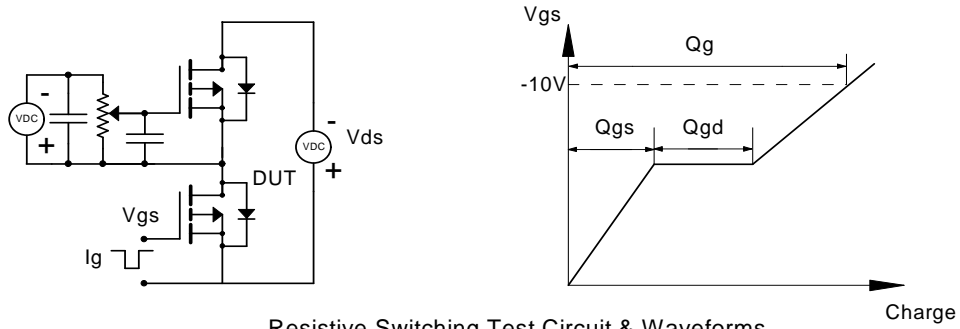 Vgs
Qg
-10V
Qgs
Qgd
Charge
-
VDC
+
-
VDC
Vds
+
DUT
Vgs
Ig
Resistive Switching Test Circuit & Waveforms